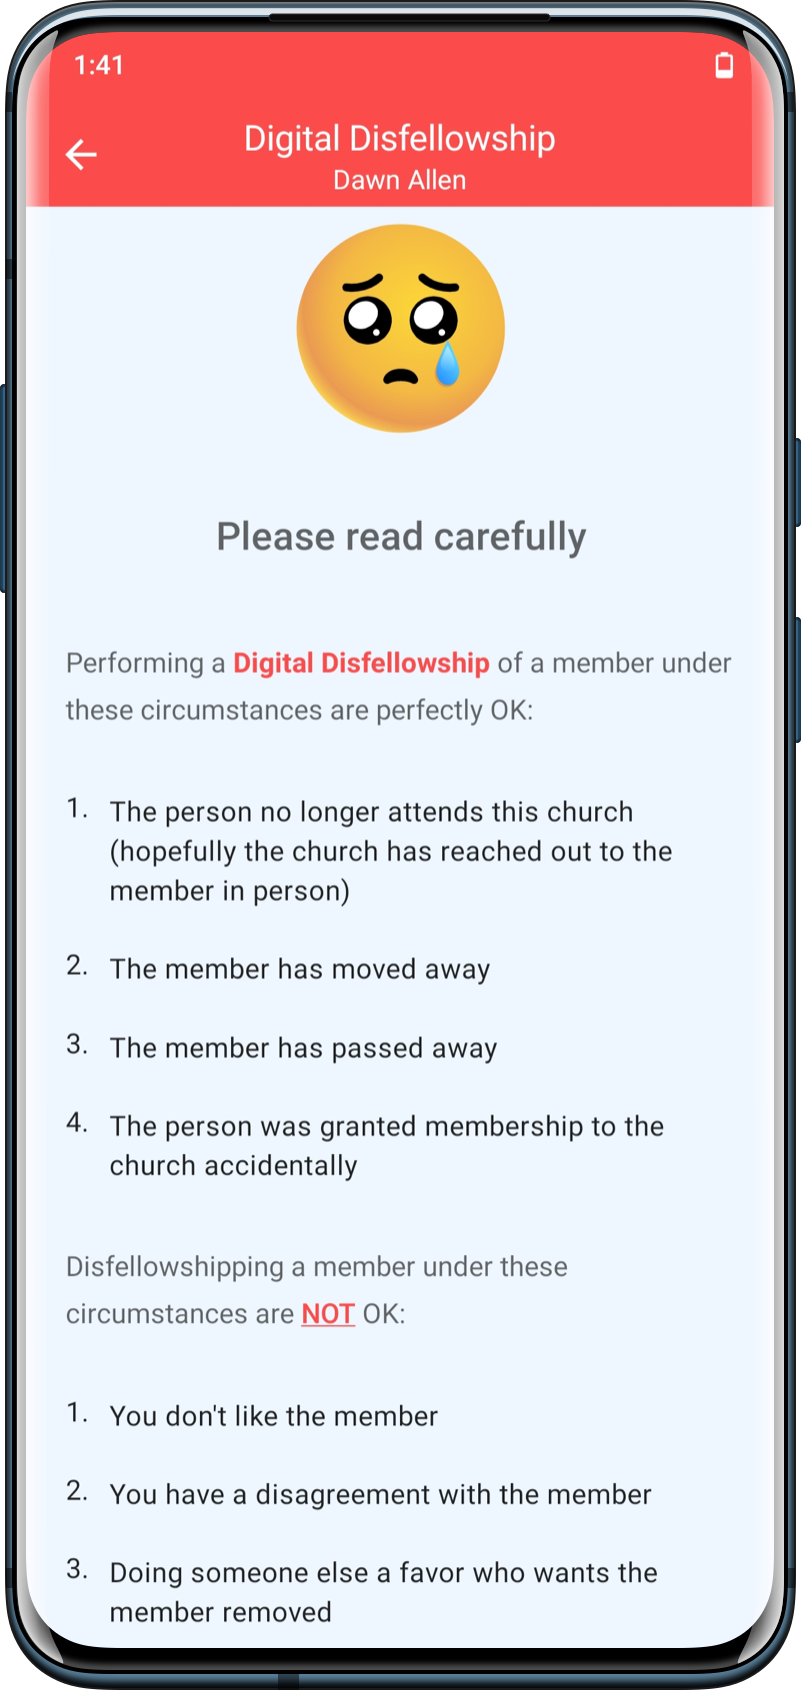 1:41
Digital Disfellowship
Dawn Allen
Please read carefully
Performing a Digital Disfellowship of a member under
these circumstances are perfectly OK:
1. The person no longer attends this church
(hopefully the church has reached out to the
member in person)
2. The member has moved away
3. The member has passed away
4. The person was granted membership to the
church accidentally
Disfellowshipping a member under these
circumstances are NOT OK:
1. You don't like the member
2. You have a disagreement with the member
3. Doing someone else a favor who wants the
member removed